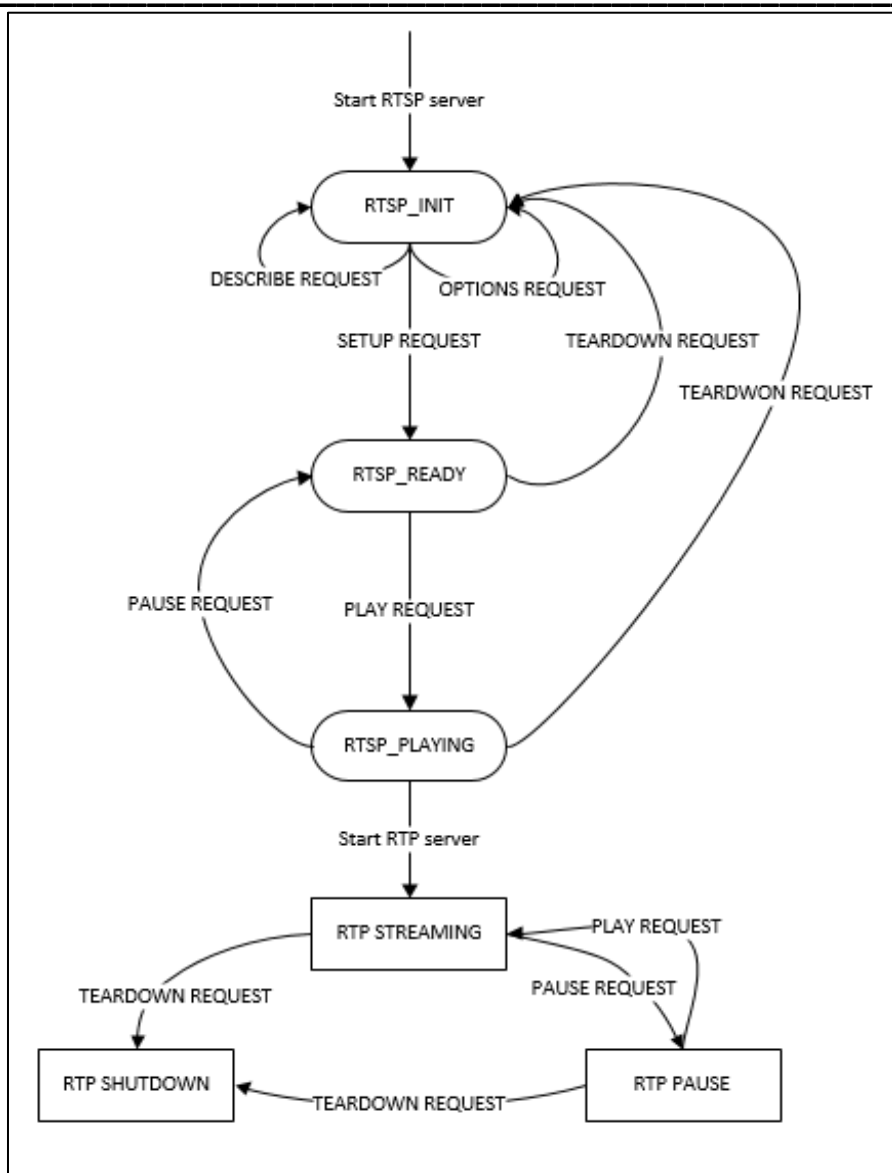 Start RTSP server
RTSP_INIT
DESCRIBE REQUEST
OPTIONS REQUEST
SETUP REQUEST
TEARDOWN REQUEST
TEARDWON REQUEST
RTSP_READY
PAUSE REQUEST
PLAY REQUEST
RTSP_PLAYING
Start RTP server
RTP STREAMING
PLAY REQUEST
PAUSE REQUEST
TEARDOWN REQUEST
RTP SHUTDOWN
RTP PAUSE
TEARDOWN REQUEST